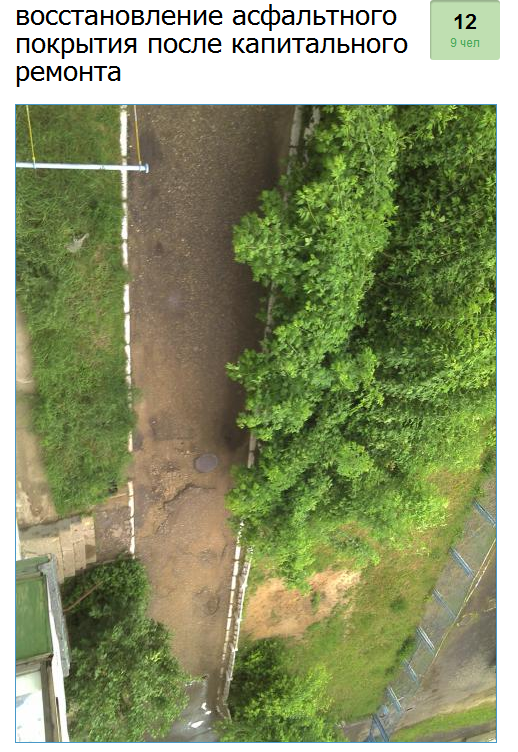 восстановление асфальтного
покрытия после капитального
ремонта
12
9 чел